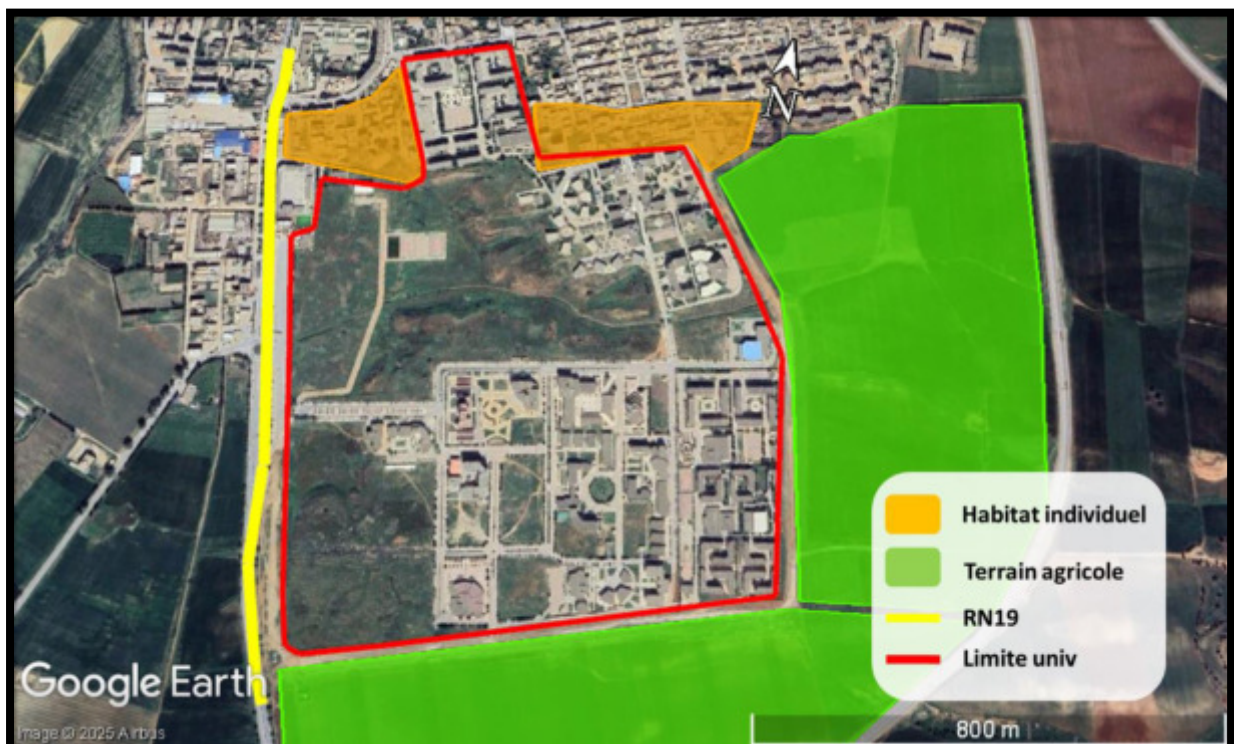 N
Habitat individuel
Terrain agricole
RN19
Limite univ
Google Earth
Image © 2025 Airbus
800 m